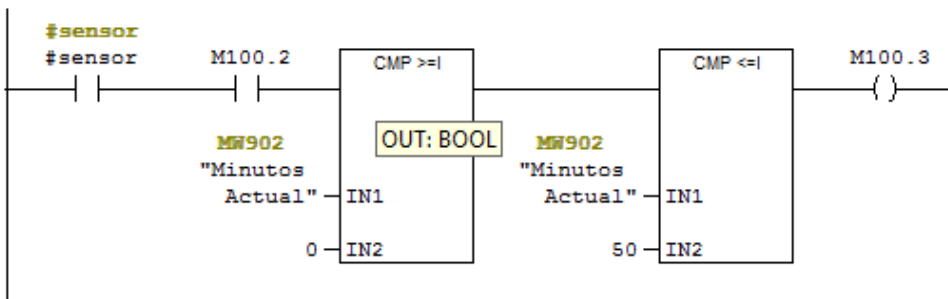 #sensor
#sensor
M100.2
CMP >=I
CMP <=I
M100.3
MW902
"Minutos
Actual"
IN1
0
IN2
OUT: BOOL
MW902
"Minutos
Actual"
IN1
50
IN2